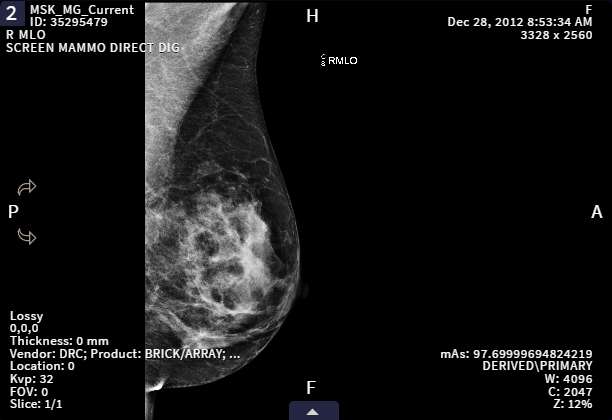 2
MSK_MG_Current
ID: 35295479
R MLO
SCREEN MAMMO DIRECT DIG
H
F
Dec 28, 2012 8:53:34 AM
3328 x 2560
RMLO
P
A
Lossy
0,0,0
Thickness: 0 mm
Vendor: DRC; Product: BRICK/ARRAY; ...
Location: 0
Kvp: 32
FOV: 0
Slice: 1/1
F
mAs: 97.69999694824219
DERIVED\PRIMARY
W: 4096
C: 2047
Z: 12%